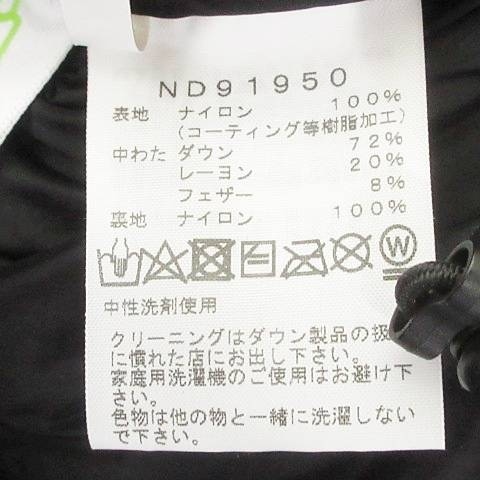 ND91950
表地 ナイロン 100%
(コーティング等樹脂加工)
中わた ダウン 72%
レーヨン 20%
フェザー 8%
裏地 ナイロン 100%
W
中性洗剤使用
クリーニングはダウン製品の扱
に慣れた店にお出し下さい。
家庭用洗濯機のご使用はお避け下
さい。
色物は他の物と一緒に洗濯しない
で下さい。